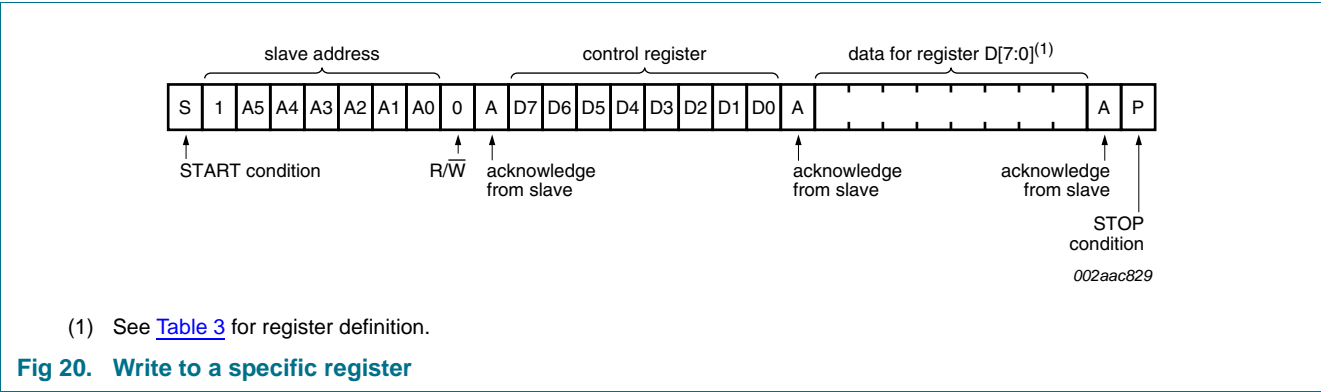 slave address control register data for register D[7:0](1)
S 1 A5 A4 A3 A2 A1 A0 0 A D7 D6 D5 D4 D3 D2 D1 D0 A A P
START condition R/W̅ acknowledge acknowledge acknowledge
from slave from slave from slave
STOP
condition
002aac829
(1) See Table 3 for register definition.
Fig 20. Write to a specific register